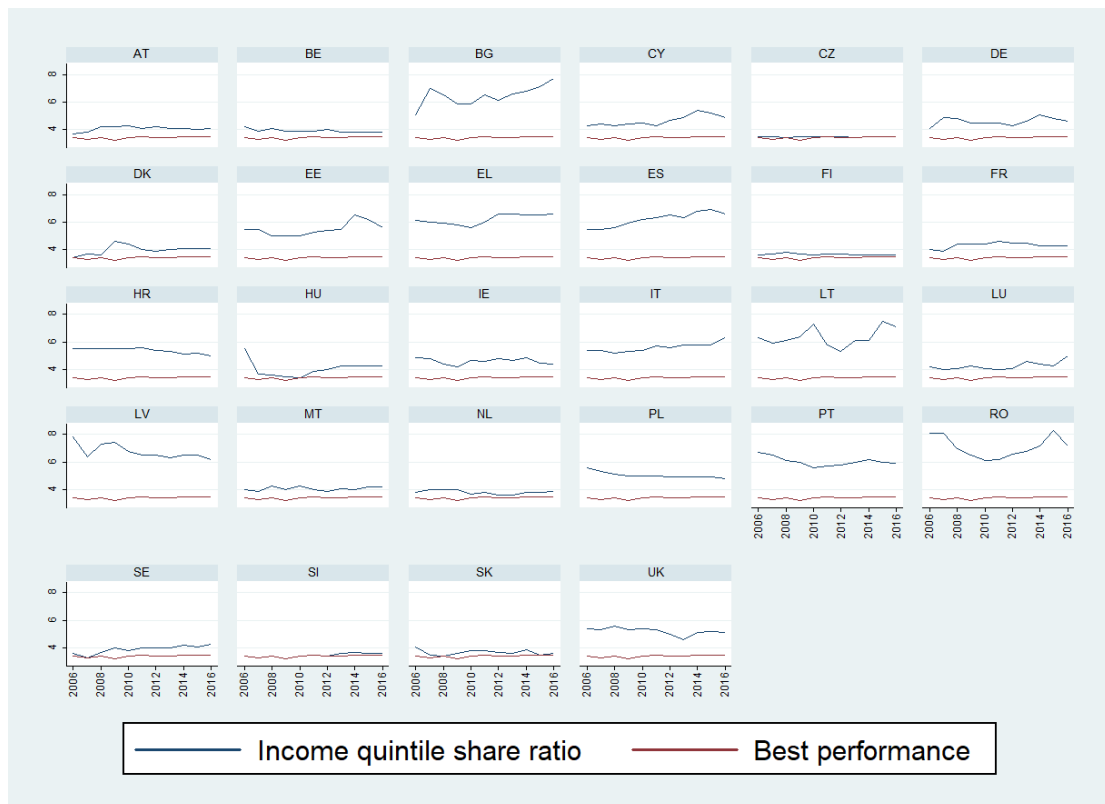 AT BE BG CY CZ DE
8
6
4
DK EE EL ES FI FR
8
6
4
HR HU IE IT LT LU
8
6
4
LV MT NL PL PT RO
8
6
4
2006 2008 2010 2012 2014 2016 2006 2008 2010 2012 2014 2016
SE SI SK UK
8
6
4
2006 2008 2010 2012 2014 2016 2006 2008 2010 2012 2014 2016 2006 2008 2010 2012 2014 2016 2006 2008 2010 2012 2014 2016
Income quintile share ratio Best performance